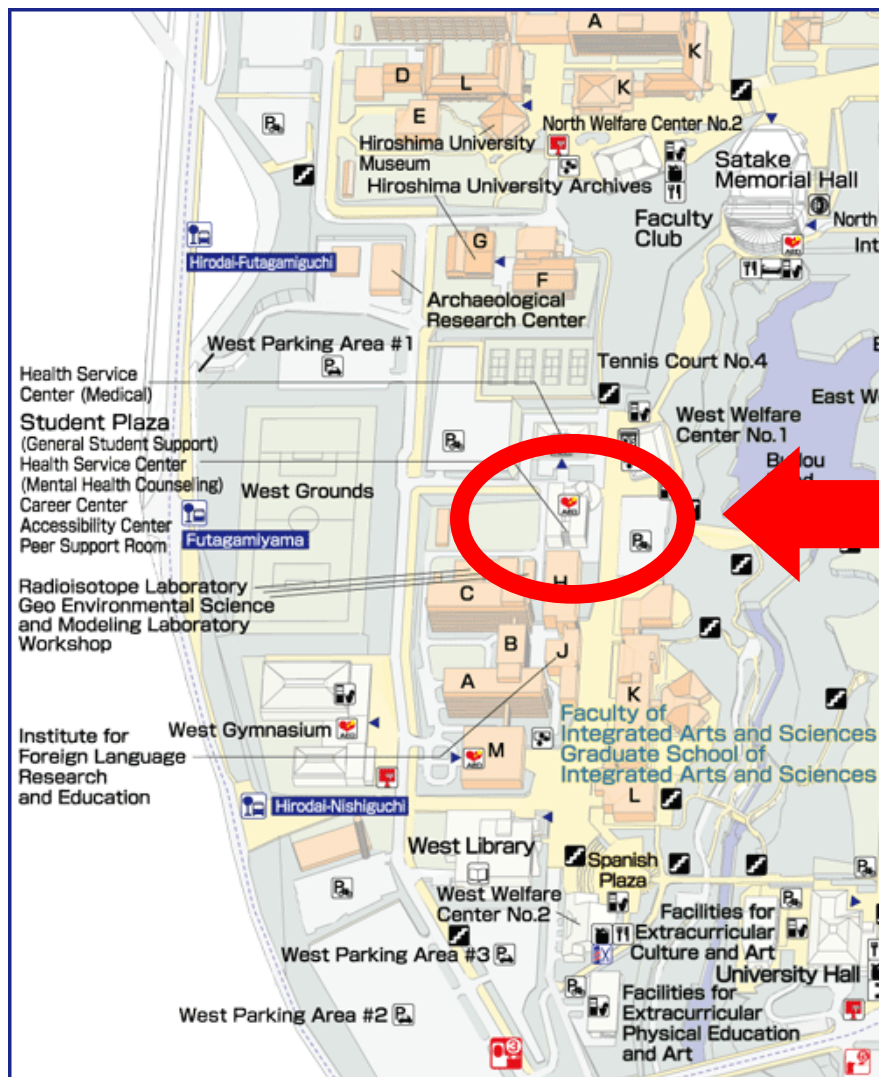 A
K
D
L
K
E
North Welfare Center No.2
Hiroshima University
Museum
Satake
Memorial Hall
Hiroshima University Archives
Faculty
Club
North
Int
G
F
Hirodai-Futagamiguchi
Archaeological
Research Center
West Parking Area #1
Tennis Court No.4
Health Service
Center (Medical)
East We
West Welfare
Center No.1
Student Plaza
(General Student Support)
Health Service Center
(Mental Health Counseling)
Career Center
Accessibility Center
Peer Support Room
West Grounds
AED
Futagamiyama
Radioisotope Laboratory
Geo Environmental Science
and Modeling Laboratory
Workshop
C
H
B
J
A
K
Faculty of
Integrated Arts and Sciences
Graduate School of
Integrated Arts and Sciences
West Gymnasium
AED
M
AED
Institute for
Foreign Language
Research
and Education
L
Hirodai-Nishiguchi
West Library
Spanish
Plaza
West Welfare
Center No.2
Facilities for
Extracurricular
Culture and Art
West Parking Area #3
University Hall
Facilities for
Extracurricular
Physical Education
and Art
West Parking Area #2
3